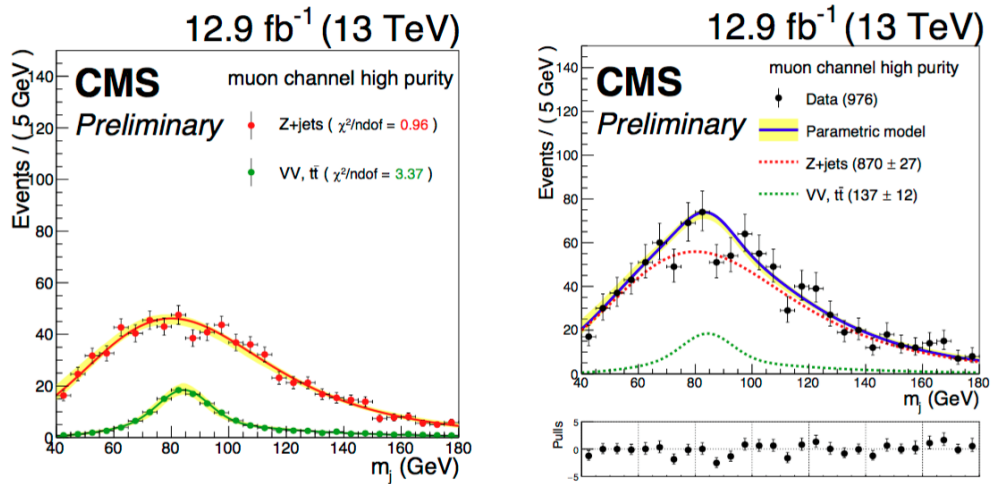 12.9 fb⁻¹ (13 TeV)
CMS
Preliminary
muon channel high purity
Z+jets ( χ²/ndof = 0.96 )
VV, tt̄ ( χ²/ndof = 3.37 )
Events / ( 5 GeV )
140
120
100
80
60
40
20
0
40 60 80 100 120 140 160 180
mⱼ (GeV)
12.9 fb⁻¹ (13 TeV)
CMS
Preliminary
muon channel high purity
Data (976)
Parametric model
Z+jets (870 ± 27)
VV, tt̄ (137 ± 12)
Events / ( 5 GeV )
140
120
100
80
60
40
20
0
40 60 80 100 120 140 160 180
mⱼ (GeV)
Pulls
5
0
−5